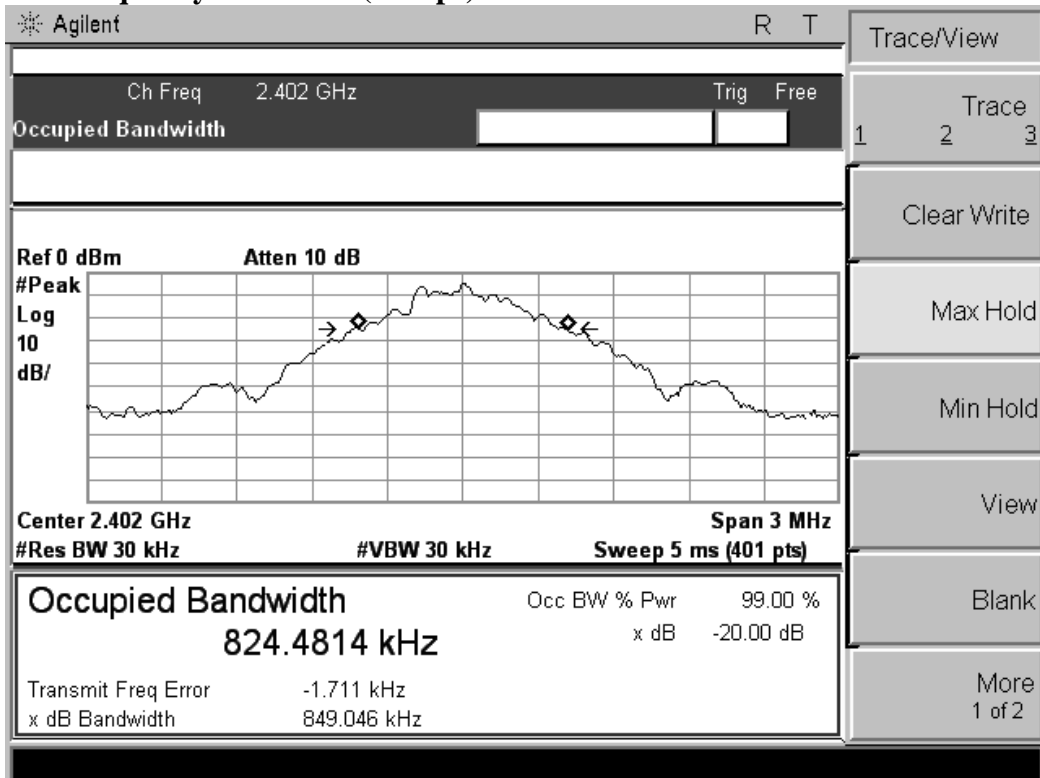 Agilent
R T
Trace/View
Ch Freq 2.402 GHz Trig Free
Occupied Bandwidth
Trace
1 2 3
Clear Write
Ref 0 dBm Atten 10 dB
#Peak
Log
10
dB/
Max Hold
Min Hold
View
Center 2.402 GHz Span 3 MHz
#Res BW 30 kHz #VBW 30 kHz Sweep 5 ms (401 pts)
Occupied Bandwidth
824.4814 kHz
Occ BW % Pwr 99.00 %
x dB -20.00 dB
Transmit Freq Error -1.711 kHz
x dB Bandwidth 849.046 kHz
Blank
More
1 of 2